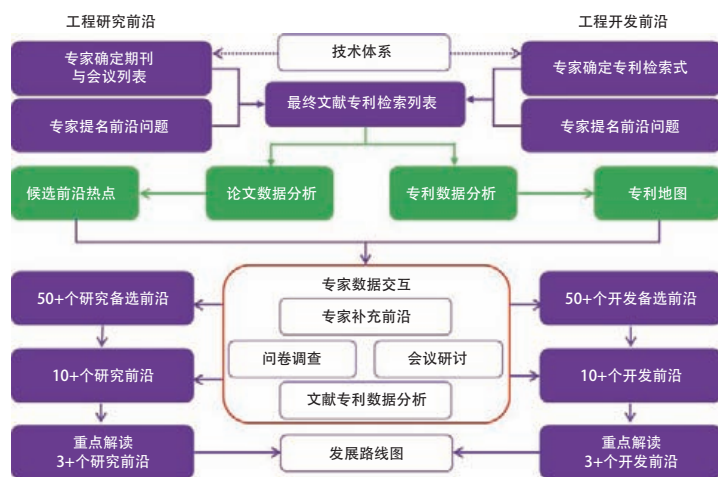 工程研究前沿
工程开发前沿
专家确定期刊
与会议列表
技术体系
专家确定专利检索式
最终文献专利检索列表
专家提名前沿问题
专家提名前沿问题
候选前沿热点
论文数据分析
专利数据分析
专利地图
专家数据交互
50+个研究备选前沿
专家补充前沿
50+个开发备选前沿
问卷调查
会议研讨
10+个研究前沿
文献专利数据分析
10+个开发前沿
重点解读
3+个研究前沿
发展路线图
重点解读
3+个开发前沿